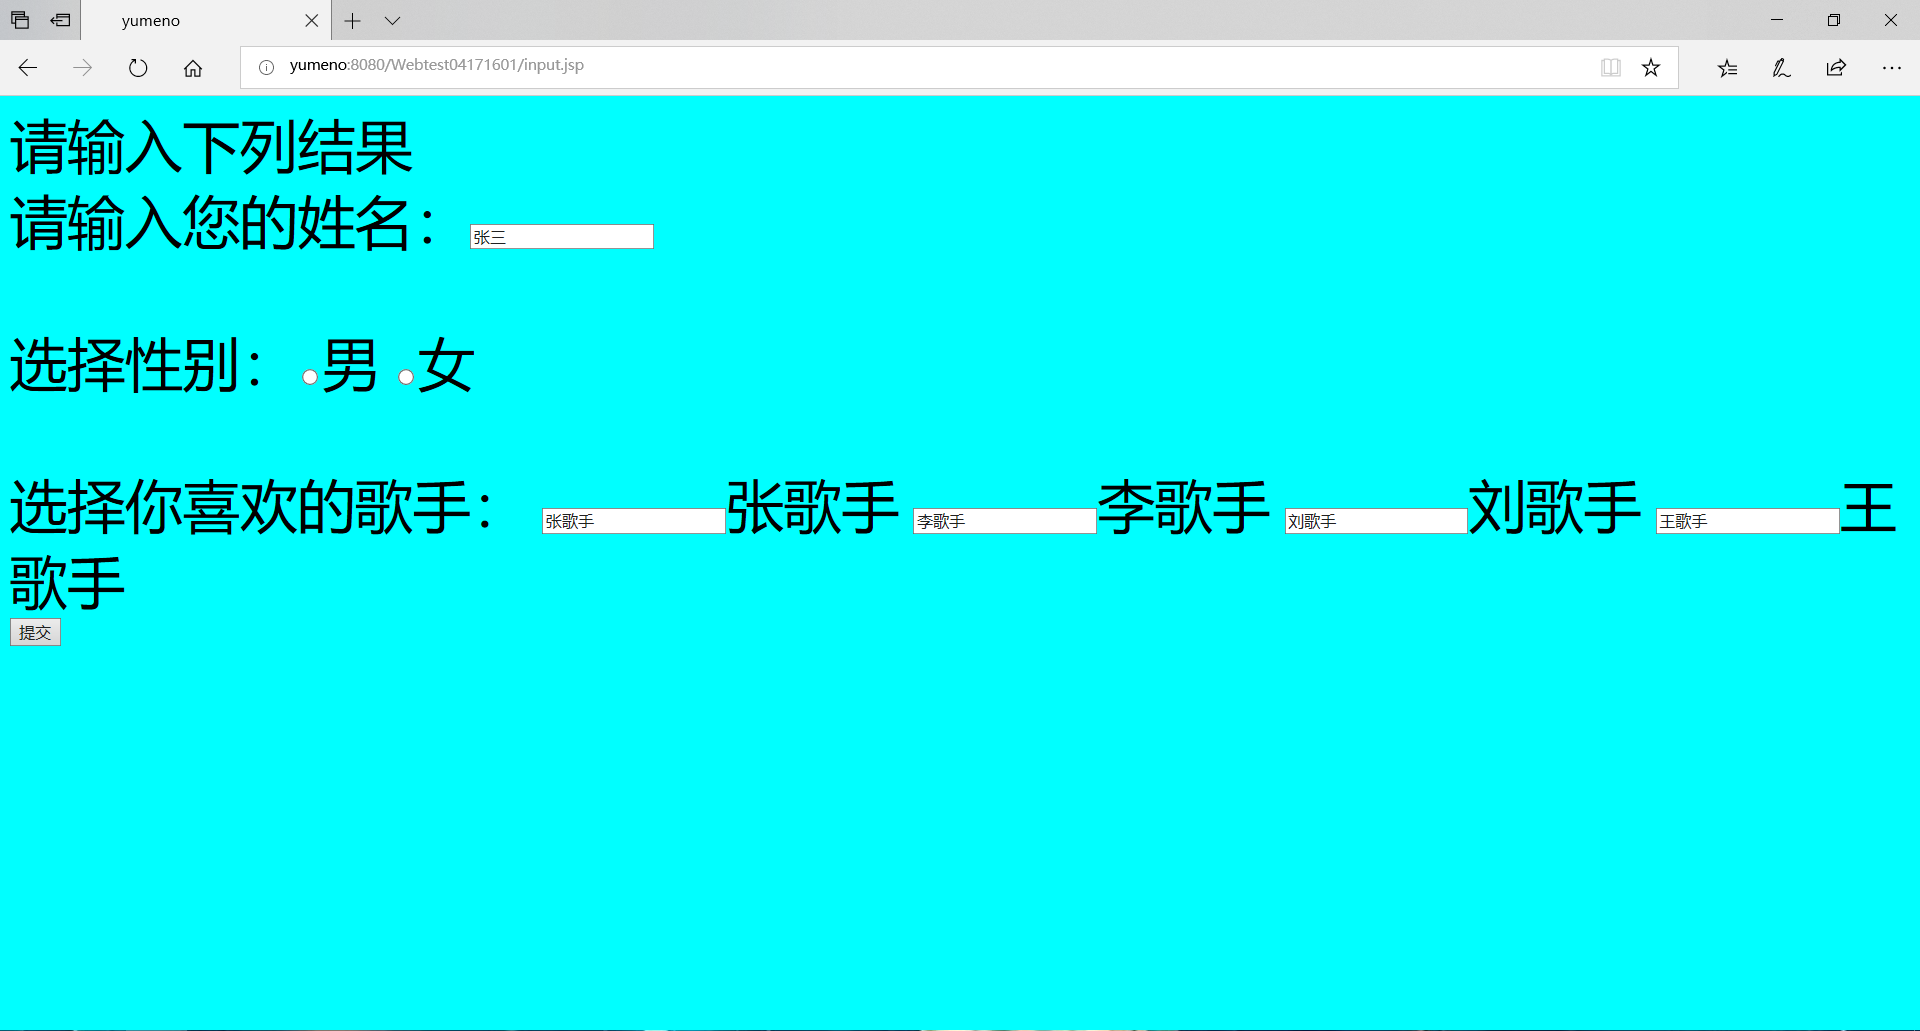 yumeno
yumeno:8080/Webtest04171601/input.jsp
请输入下列结果
请输入您的姓名： 张三
选择性别： 男 女
选择你喜欢的歌手： 张歌手 张歌手 李歌手 李歌手 刘歌手 刘歌手 王歌手 王
歌手
提交